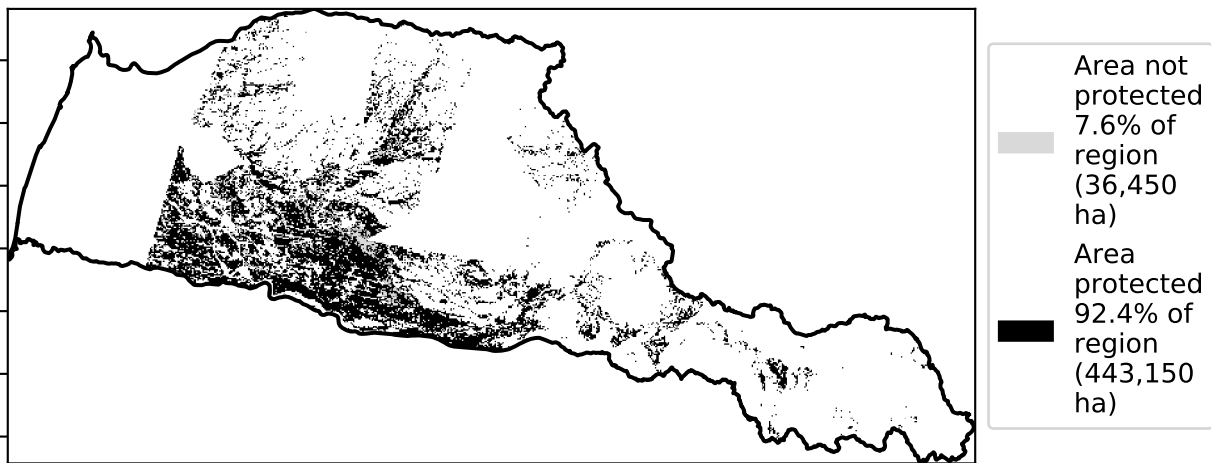 Area not
protected
7.6% of
region
(36,450
ha)
Area
protected
92.4% of
region
(443,150
ha)